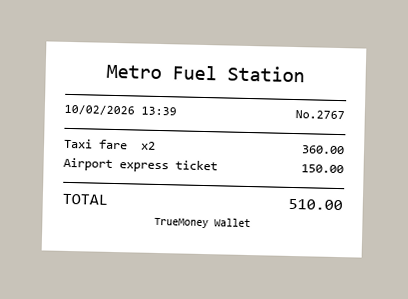 Metro Fuel Station
10/02/2026 13:39 No.2767
Taxi fare x2 360.00
Airport express ticket 150.00
TOTAL 510.00
TrueMoney Wallet